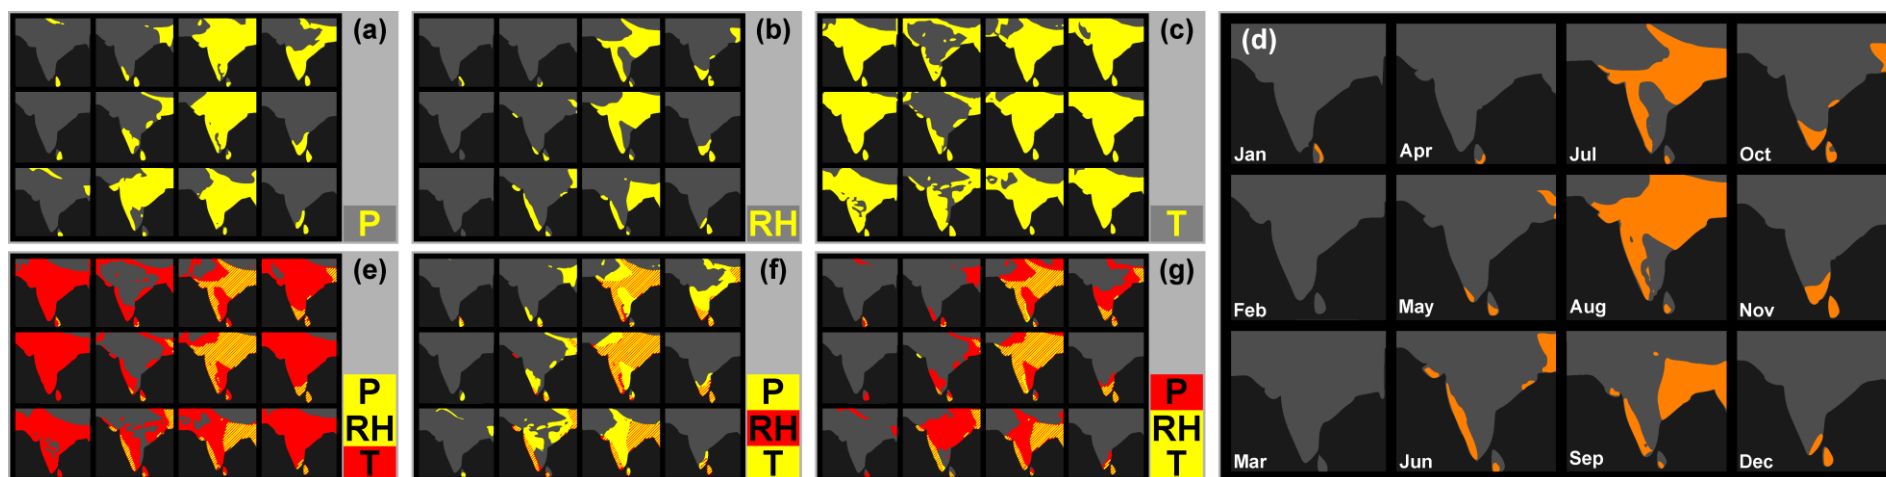 (a)
P
(b)
RH
(c)
T
(d)
Jan
Apr
Jul
Oct
Feb
May
Aug
Nov
Mar
Jun
Sep
Dec
(e)
P
RH
T
(f)
P
RH
T
(g)
P
RH
T